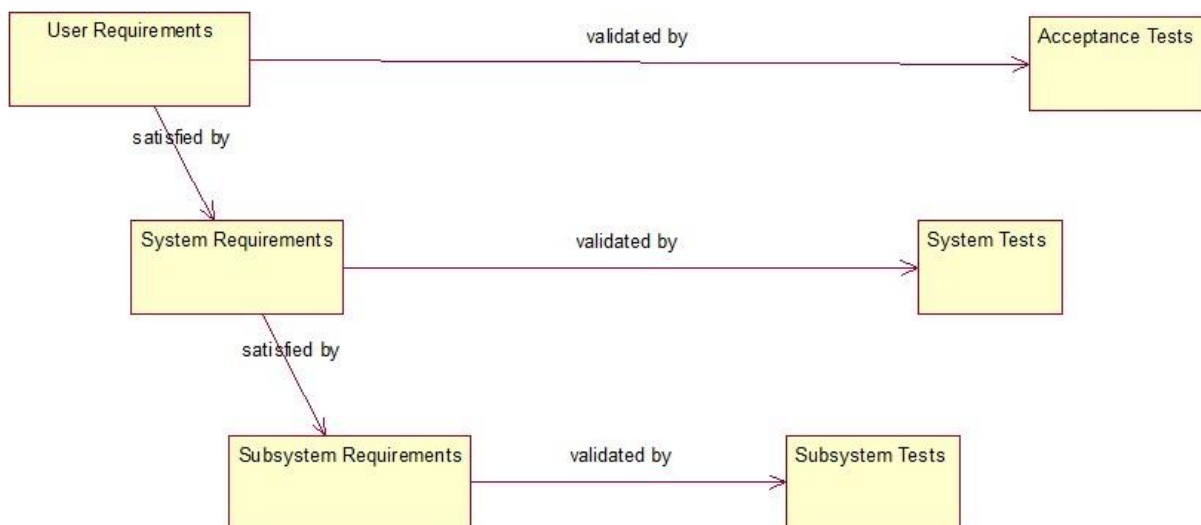 User Requirements
validated by
Acceptance Tests
satisfied by
System Requirements
validated by
System Tests
satisfied by
Subsystem Requirements
validated by
Subsystem Tests